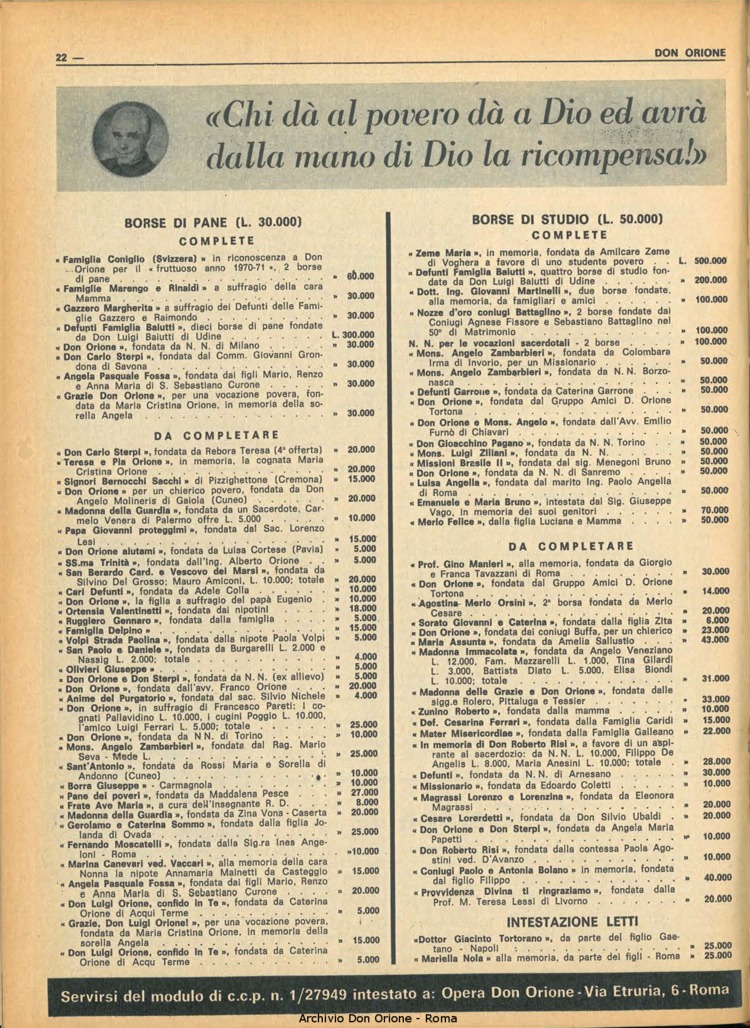 22 —
DON ORIONE
«Chi dà al povero dà a Dio ed avrà
dalla mano di Dio la ricompensa!»
BORSE DI PANE (L. 30.000)
COMPLETE
« Famiglia Coniglio (Svizzera) » in riconoscenza a Don
Orione per il « fruttuoso anno 1970-71 », 2 borse
di pane . . . . . . . . . . . » 60.000
« Famiglie Marengo e Rinaldi » a suffragio della cara
Mamma . . . . . . . . . . . » 30.000
« Gazzero Margherita » a suffragio dei Defunti delle Fami-
glie Gazzero e Raimondo . . . . . . » 30.000
« Defunti Famiglia Baiutti », dieci borse di pane fondate
da Don Luigi Baiutti di Udine . . . . . L. 300.000
« Don Orione », fondata da N. N. di Milano . . . » 30.000
« Don Carlo Sterpi », fondata dal Comm. Giovanni Gron-
dona di Savona . . . . . . . . . » 30.000
« Angela Pasquale Fossa », fondata dai figli Mario, Renzo
e Anna Maria di S. Sebastiano Curone . . . » 30.000
« Grazie Don Orione », per una vocazione povera, fon-
data da Maria Cristina Orione, in memoria della so-
rella Angela . . . . . . . . . . » 30.000
DA COMPLETARE
« Don Carlo Sterpi », fondata da Rebora Teresa (4ª offerta) » 20.000
« Teresa e Pia Orione », in memoria, la cognata Maria
Cristina Orione . . . . . . . . . » 20.000
« Signori Bernocchi Sacchi » di Pizzighettone (Cremona) » 15.000
« Don Orione » per un chierico povero, fondata da Don
Angelo Molineris di Gaiola (Cuneo) . . . . » 20.000
« Madonna della Guardia », fondata da un Sacerdote, Car-
melo Venera di Palermo offre L. 5.000 . . . » 10.000
« Papa Giovanni proteggimi » fondata dal Sac. Lorenzo
Lesi . . . . . . . . . . . . » 15.000
« Don Orione aiutami », fondata da Luisa Cortese (Pavia) » 5.000
« SS.ma Trinità », fondata dall'Ing. Alberto Orione . . » 5.000
« San Berardo Card. e Vescovo dei Marsi », fondata da
Silvino Del Grosso; Mauro Amiconi, L. 10.000; totale » 20.000
« Cari Defunti », fondata da Adele Colla . . . . » 10.000
« Don Orione », la figlia a suffragio del papà Eugenio . » 10.000
« Ortensia Valentinetti », fondata dai nipotini . . . » 18.000
« Ruggiero Gennaro », fondata dalla famiglia . . . » 5.000
« Famiglia Delpino » . . . . . . . . . » 15.000
« Volpi Strada Paolina », fondata dalla nipote Paola Volpi » 5.000
« San Paolo e Daniele », fondata da Burgarelli L. 2.000 e
Nassig L. 2.000; totale . . . . . . . » 4.000
« Olivieri Giuseppe » . . . . . . . . . » 5.000
« Don Orione e Don Sterpi », fondata da N. N. (ex allievo) » 5.000
« Don Orione », fondata dall'avv. Franco Orione . . . » 20.000
« Anime del Purgatorio », fondata dal sac. Silvio Nichele » 4.000
« Don Orione », in suffragio di Francesco Pareti; i co-
gnati Pallavidino L. 10.000, i cugini Poggio L. 10.000,
l'amico Luigi Ferrari L. 5.000; totale . . . . » 25.000
« Don Orione », fondata da N N. di Torino . . . » 10.000
« Mons. Angelo Zambarbieri », fondata dal Rag. Mario
Seva - Mede L. . . . . . . . . . » 25.000
« Sant'Antonio », fondata da Rossi Maria e Sorella di
Andonno (Cuneo) . . . . . . . . . » 10.000
« Borra Giuseppe » - Carmagnola . . . . . . » 10.000
« Pane dei poveri », fondata da Maddalena Pesce . . » 27.000
« Frate Ave Maria », a cura dell'Insegnante R. D. . . » 8.000
« Madonna della Guardia », fondata da Zina Vona - Caserta » 20.000
« Gerolamo e Caterina Sommo », fondata dalla figlia Jo-
landa di Ovada . . . . . . . . . » 25.000
« Fernando Moscatelli », fondata dalla Sig.ra Ines Ange-
loni - Roma . . . . . . . . . . »10.000
« Marina Canevari ved. Vaccari », alla memoria della cara
Nonna la nipote Annamaria Mainetti da Casteggio » 15.000
« Angela Pasquale Fossa », fondata dai figli Mario, Renzo
e Anna Maria di S. Sebastiano Curone . . . » 20.000
« Don Luigi Orione, confido in Te », fondata da Caterina
Orione di Acqui Terme . . . . . . . » 5.000
« Grazie, Don Luigi Orione! », per una vocazione povera,
fondata da Maria Cristina Orione, in memoria della
sorella Angela . . . . . . . . . » 15.000
« Don Luigi Orione, confido in Te », fondata da Caterina
Orione di Acqu Terme . . . . . . . » 5.000
BORSE DI STUDIO (L. 50.000)
COMPLETE
« Zeme Maria », in memoria, fondata da Amilcare Zeme
di Voghera a favore di uno studente povero . . L. 500.000
« Defunti Famiglia Baiutti », quattro borse di studio fon-
date da Don Luigi Baiutti di Udine . . . . » 200.000
« Dott. Ing. Giovanni Martinelli », due borse fondate,
alla memoria, da famigliari e amici . . . . » 100.000
« Nozze d'oro coniugi Battaglino », 2 borse fondate dai
Coniugi Agnese Fissore e Sebastiano Battaglino nel
50º di Matrimonio . . . . . . . . » 100.000
N. N. per le vocazioni sacerdotali - 2 borse . . . » 100.000
« Mons. Angelo Zambarbieri », fondata da Colombara
Irma di Invorio, per un Missionario . . . . » 50.000
« Mons. Angelo Zambarbieri », fondata da N. N. Borzo-
nasca . . . . . . . . . . . » 50.000
« Defunti Garrone », fondata da Caterina Garrone . . » 50.000
« Don Orione », fondata dal Gruppo Amici D. Orione
Tortona . . . . . . . . . . . » 50.000
« Don Orione e Mons. Angelo », fondata dall'Avv. Emilio
Furnò di Chiavari . . . . . . . . » 50.000
« Don Gioacchino Pagano », fondata da N. N. Torino . . » 50.000
« Mons. Luigi Ziliani », fondata da N. N. . . . . » 50.000
« Missioni Brasile II », fondata dal sig. Menegoni Bruno » 50.000
« Don Orione », fondata da N. N. di Sanremo . . . » 50.000
« Luisa Angella », fondata dal marito Ing. Paolo Angella
di Roma . . . . . . . . . . . » 50.000
« Emanuele e Maria Bruno », intestata dal Sig. Giuseppe
Vago, in memoria dei suoi genitori . . . . » 70.000
« Merlo Felice », dalla figlia Luciana e Mamma . . . » 50.000
DA COMPLETARE
« Prof. Gino Manieri », alla memoria, fondata da Giorgio
e Franca Tavazzani di Roma . . . . . . » 30.000
« Don Orione », fondata dal Gruppo Amici D. Orione
Tortona . . . . . . . . . . . » 14.000
« Agostina Merlo Orsini », 2ª borsa fondata da Merlo
Cesare . . . . . . . . . . . » 20.000
« Sorato Giovanni e Caterina », fondata dalla figlia Zita » 6.000
« Don Orione », fondata dai coniugi Buffa, per un chierico » 23.000
« Maria Assunta », fondata da Amelia Sallustio . . . » 43.000
« Madonna Immacolata », fondata da Angelo Veneziano
L. 12.000, Fam. Mazzarelli L. 1.000, Tina Gilardi
L. 3.000, Battista Diato L. 5.000, Elisa Biondi
L. 10.000; totale . . . . . . . . » 31.000
« Madonna delle Grazie e Don Orione », fondata dalle
sigg.e Rolero, Pittaluga e Tessier . . . . . » 33.000
« Zunino Roberto », fondata dalla mamma . . . . » 10.000
« Def. Cesarina Ferrari », fondata dalla Famiglia Caridi » 15.000
« Mater Misericordiae », fondata dalla Famiglia Galleano » 22.000
« In memoria di Don Roberto Risi », a favore di un aspi-
rante al sacerdozio: da N. N. L. 10.000, Filippo De
Angelis L. 8.000, Maria Anesini L. 10.000; totale . » 28.000
« Defunti », fondata da N. N. di Arnesano . . . . » 30.000
« Missionario », fondata da Edoardo Coletti . . . . » 10.000
« Magrassi Lorenzo e Lorenzina », fondata da Eleonora
Magrassi . . . . . . . . . . . » 20.000
« Cesare Lorerdetti », fondata da Don Silvio Ubaldi . » 20.000
« Don Orione e Don Sterpi », fondata da Angela Maria
Papetti . . . . . . . . . . . » 10.000
« Don Roberto Risi », fondata dalla contessa Paola Ago-
stini ved. D'Avanzo . . . . . . . . » 10.000
« Coniugi Paolo e Antonia Bolano » in memoria, fondata
dal figlio Filippo . . . . . . . . » 40.000
« Provvidenza Divina ti ringraziamo », fondata dalla
Prof. M. Teresa Lessi di Livorno . . . . . » 20.000
INTESTAZIONE LETTI
«Dottor Giacinto Tortorano », da parte del figlio Gae-
tano - Napoli . . . . . . . . . » 25.000
« Mariella Nola » alla memoria, da parte dei figli - Roma » 25.000
Servirsi del modulo di c.c.p. n. 1/27949 intestato a: Opera Don Orione - Via Etruria, 6 - Roma
Archivio Don Orione - Roma